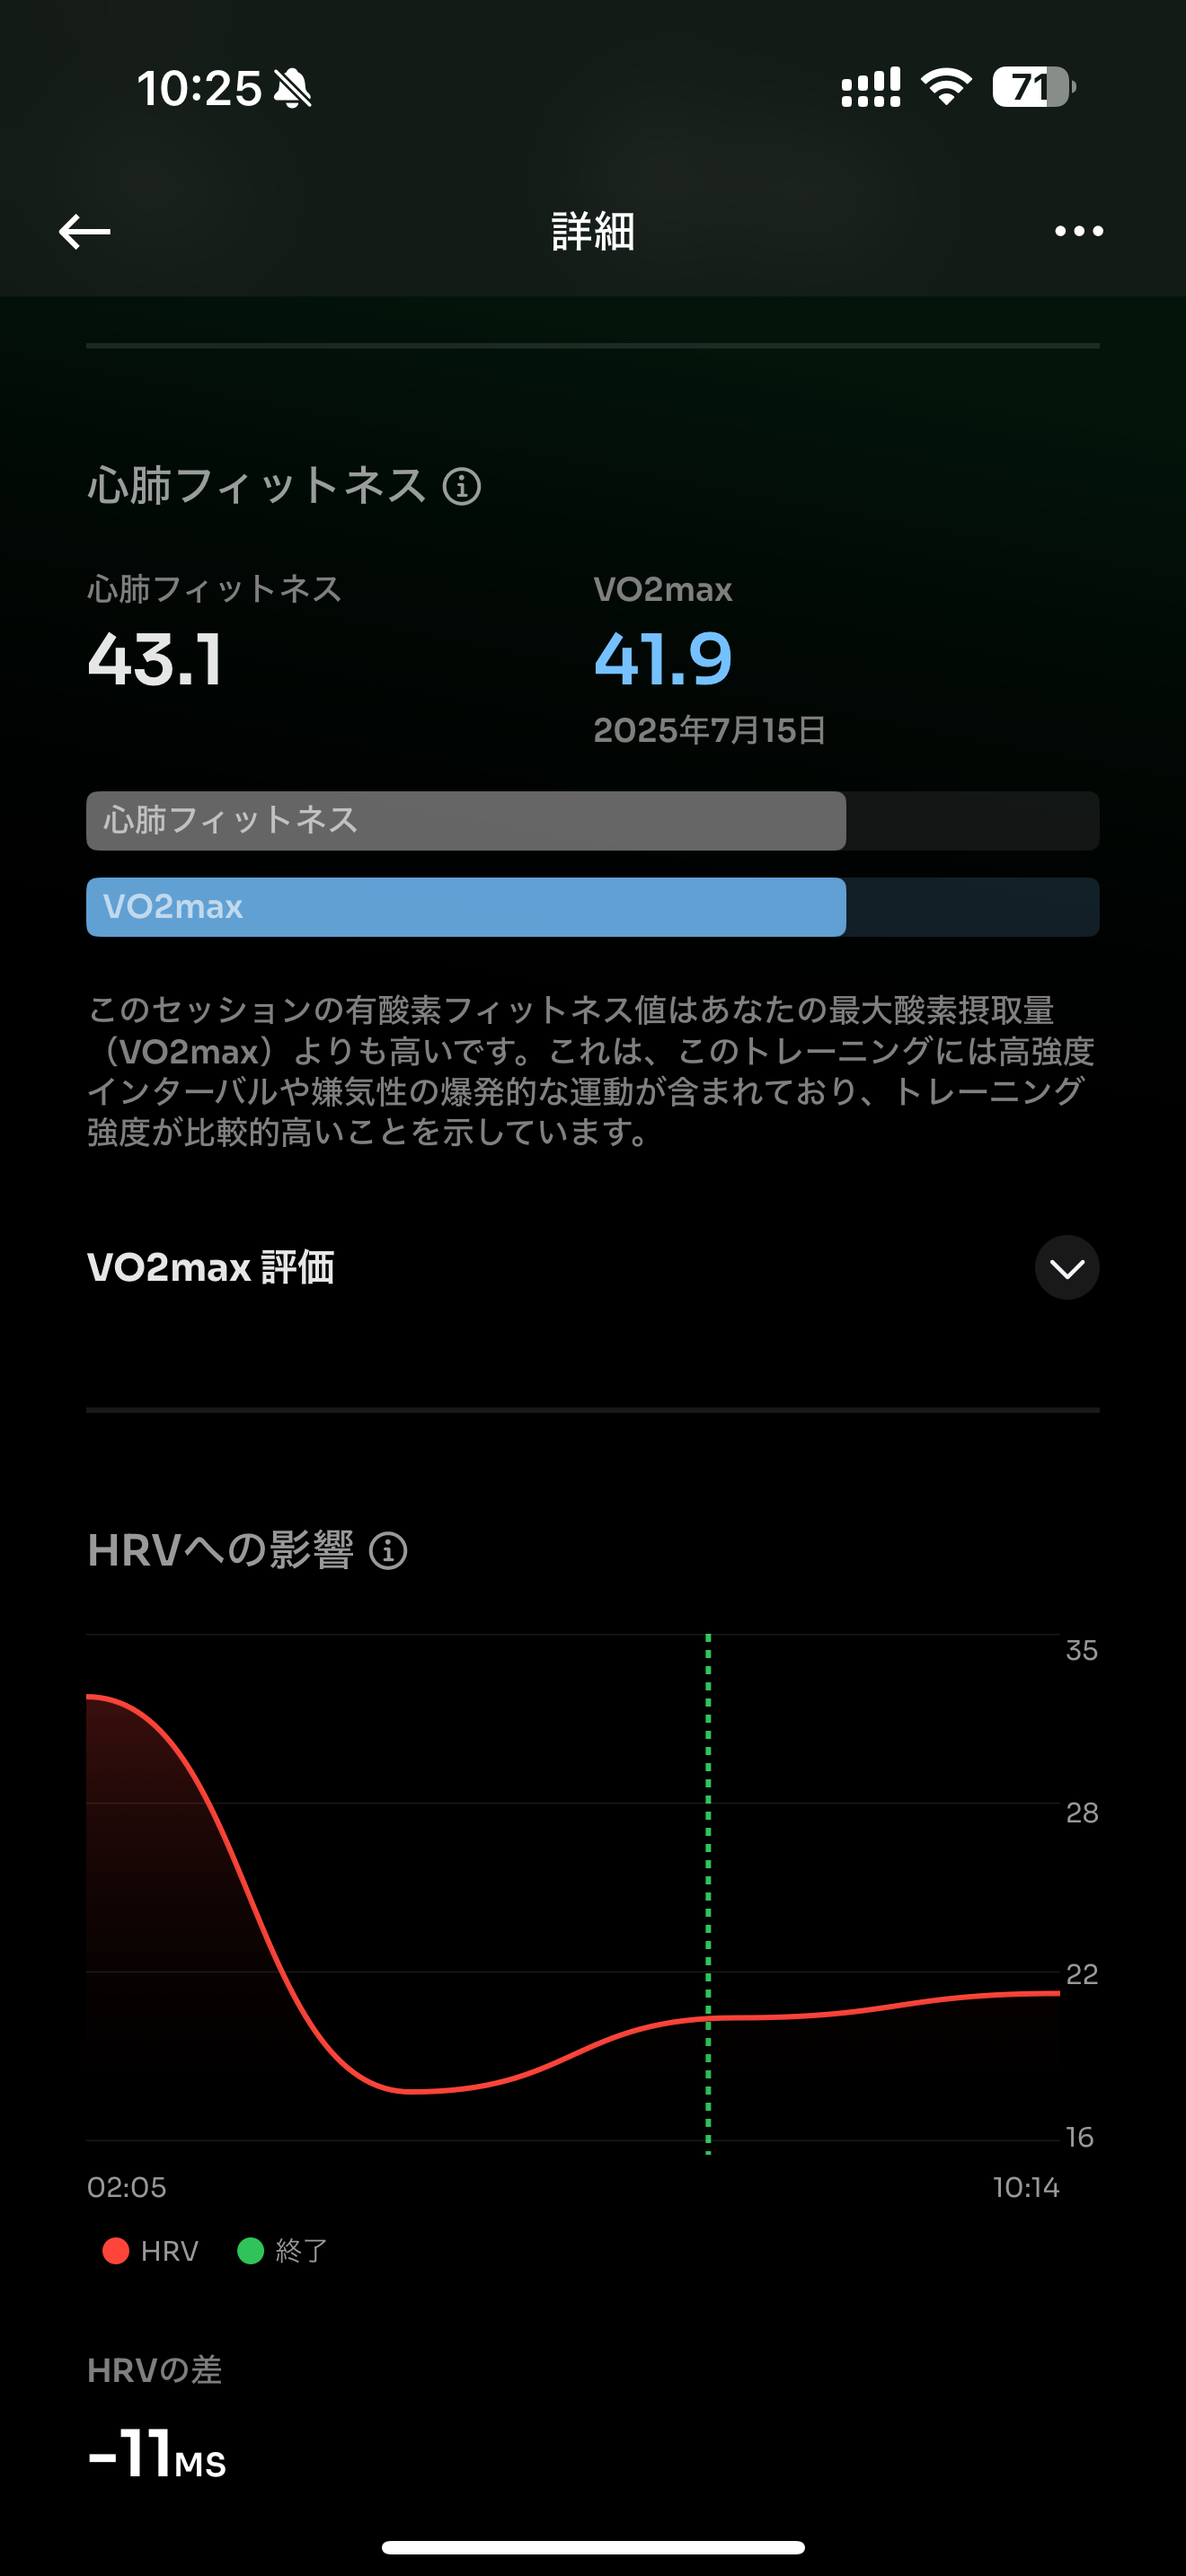 10:25
71
詳細
心肺フィットネス
心肺フィットネス VO2max
43.1 41.9
2025年7月15日
心肺フィットネス
VO2max
このセッションの有酸素フィットネス値はあなたの最大酸素摂取量
（VO2max）よりも高いです。これは、このトレーニングには高強度
インターバルや嫌気性の爆発的な運動が含まれており、トレーニング
強度が比較的高いことを示しています。
VO2max 評価
HRVへの影響
35
28
22
16
02:05 10:14
HRV 終了
HRVの差
-11MS